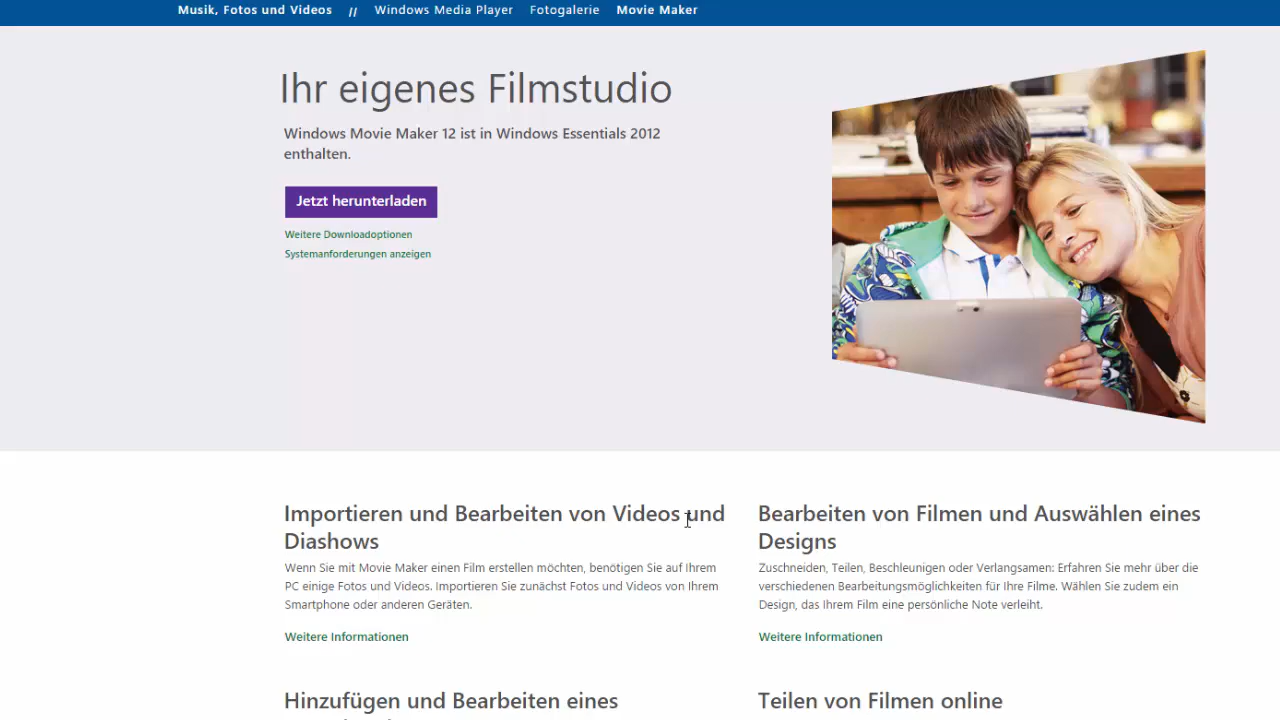 Musik, Fotos und Videos // Windows Media Player Fotogalerie Movie Maker
Ihr eigenes Filmstudio
Windows Movie Maker 12 ist in Windows Essentials 2012
enthalten.
Jetzt herunterladen
Weitere Downloadoptionen
Systemanforderungen anzeigen
Importieren und Bearbeiten von Videos und
Diashows
Wenn Sie mit Movie Maker einen Film erstellen möchten, benötigen Sie auf Ihrem
PC einige Fotos und Videos. Importieren Sie zunächst Fotos und Videos von Ihrem
Smartphone oder anderen Geräten.
Weitere Informationen
Bearbeiten von Filmen und Auswählen eines
Designs
Zuschneiden, Teilen, Beschleunigen oder Verlangsamen: Erfahren Sie mehr über die
verschiedenen Bearbeitungsmöglichkeiten für Ihre Filme. Wählen Sie zudem ein
Design, das Ihrem Film eine persönliche Note verleiht.
Weitere Informationen
Hinzufügen und Bearbeiten eines
Teilen von Filmen online